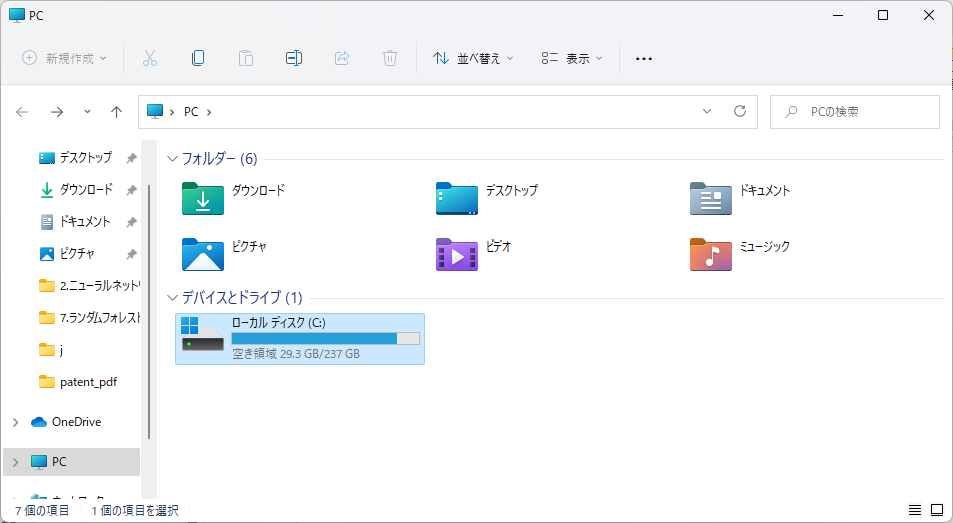 PC
新規作成
並べ替え
表示
PC
PCの検索
デスクトップ
ダウンロード
ドキュメント
ピクチャ
2.ニューラルネット
7.ランダムフォレスト
j
patent_pdf
OneDrive
PC
フォルダー (6)
ダウンロード
デスクトップ
ドキュメント
ピクチャ
ビデオ
ミュージック
デバイスとドライブ (1)
ローカル ディスク (C:)
空き領域 29.3 GB/237 GB
7 個の項目
1 個の項目を選択